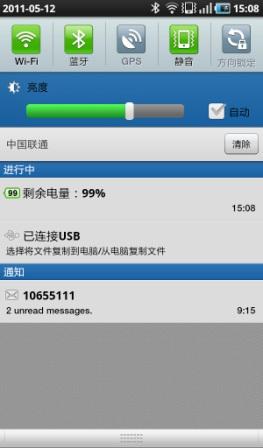 2011-05-12 15:08
Wi-Fi 蓝牙 GPS 静音 方向锁定
亮度
自动
中国联通 清除
进行中
99 剩余电量：99%
15:08
已连接USB
选择将文件复制到电脑/从电脑复制文件
通知
10655111
2 unread messages. 9:15